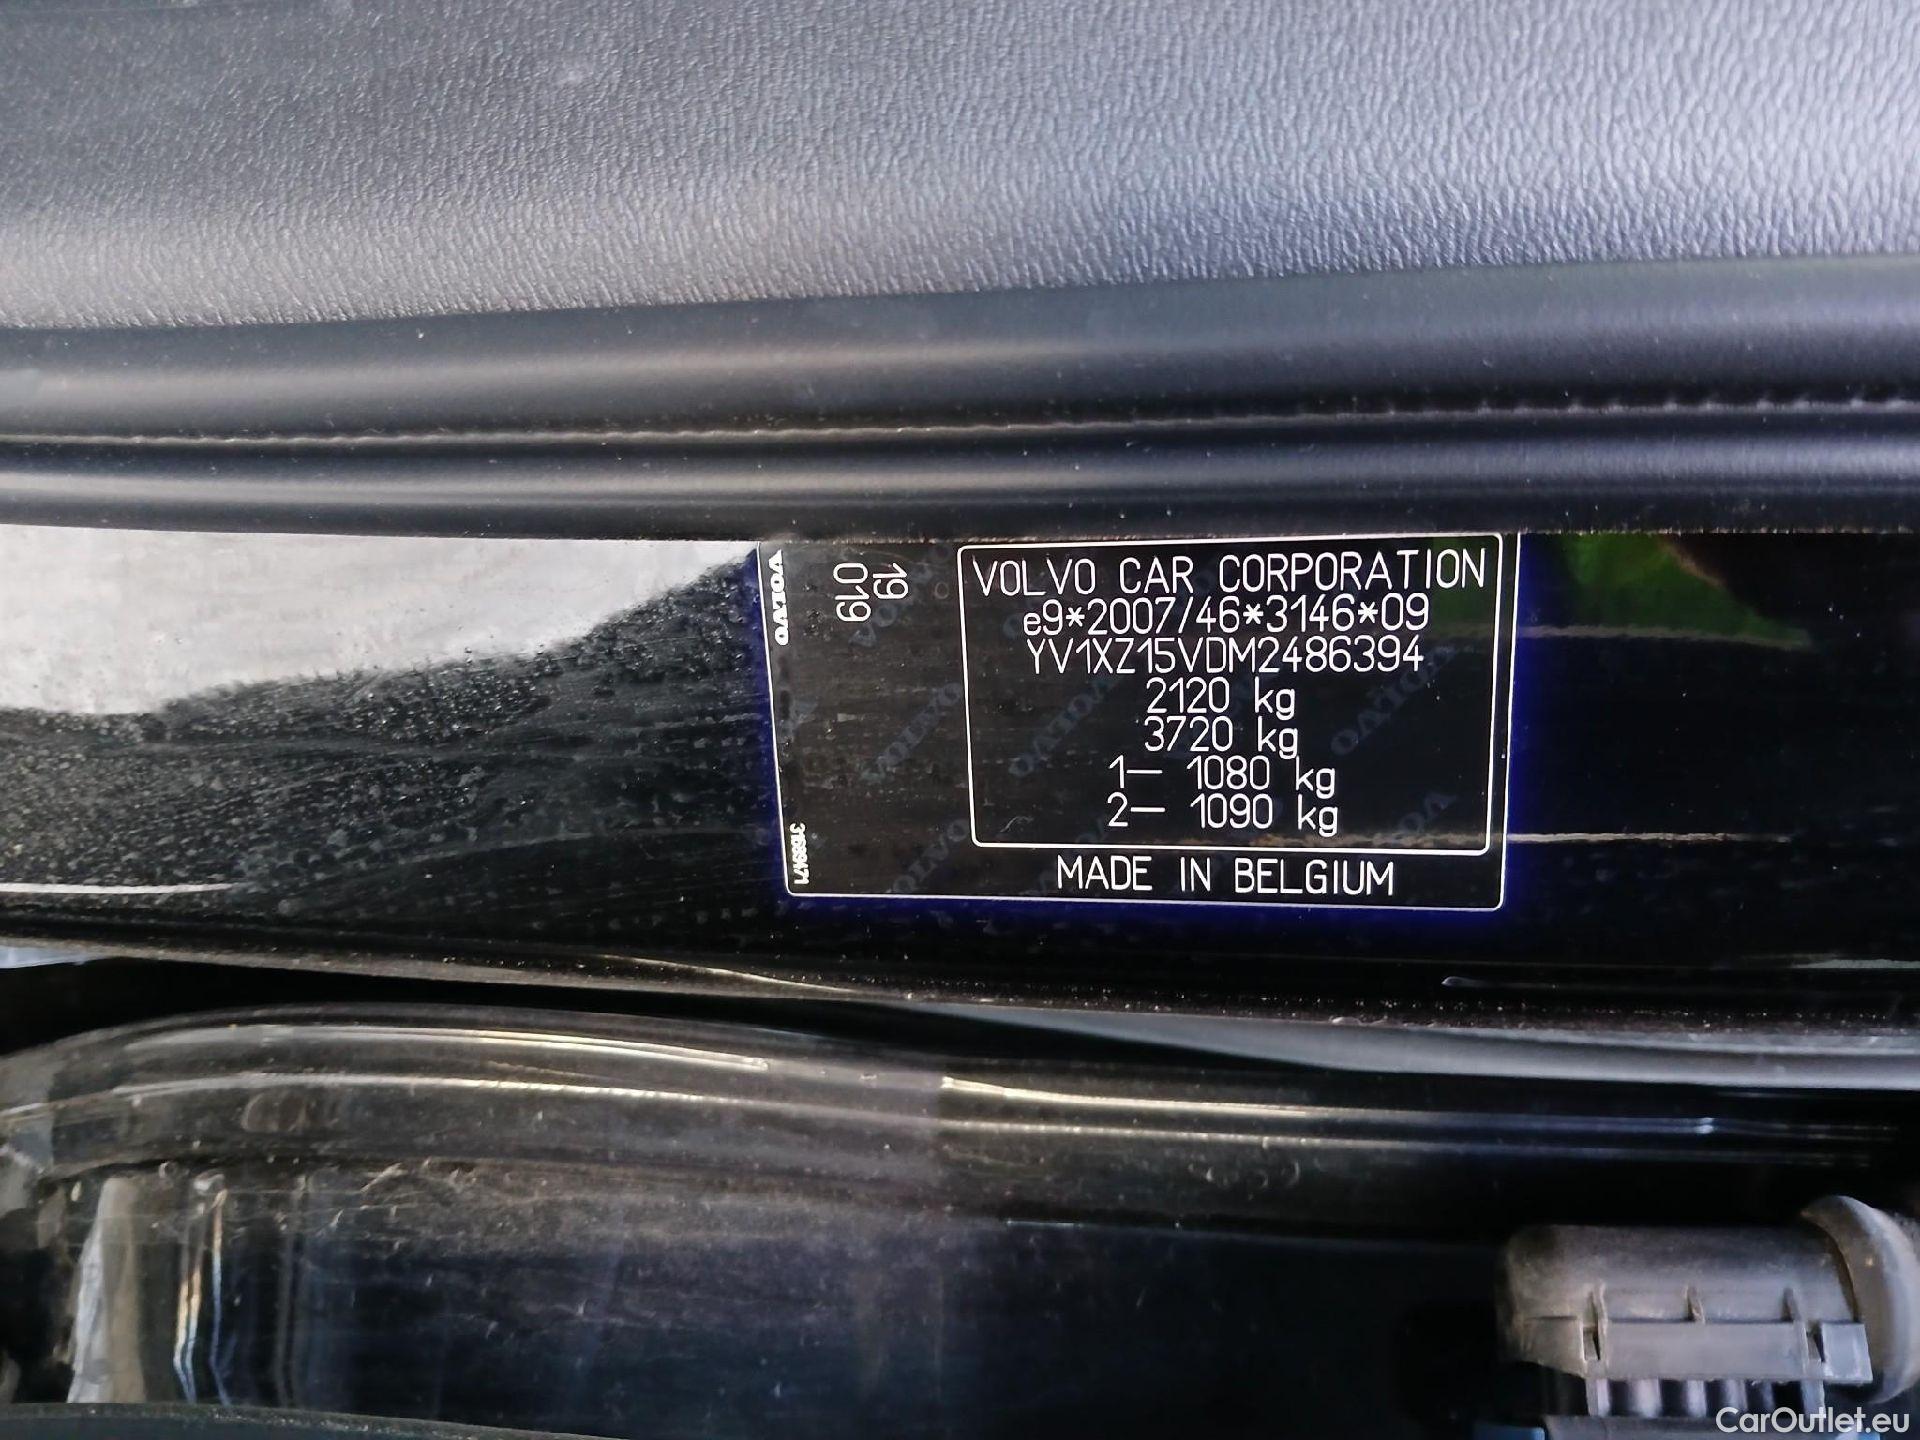 VOLVO
19
019
31689471
VOLVO CAR CORPORATION
e9*2007/46*3146*09
YV1XZ15VDM2486394
2120 kg
3720 kg
1– 1080 kg
2– 1090 kg
MADE IN BELGIUM
CarOutlet.eu